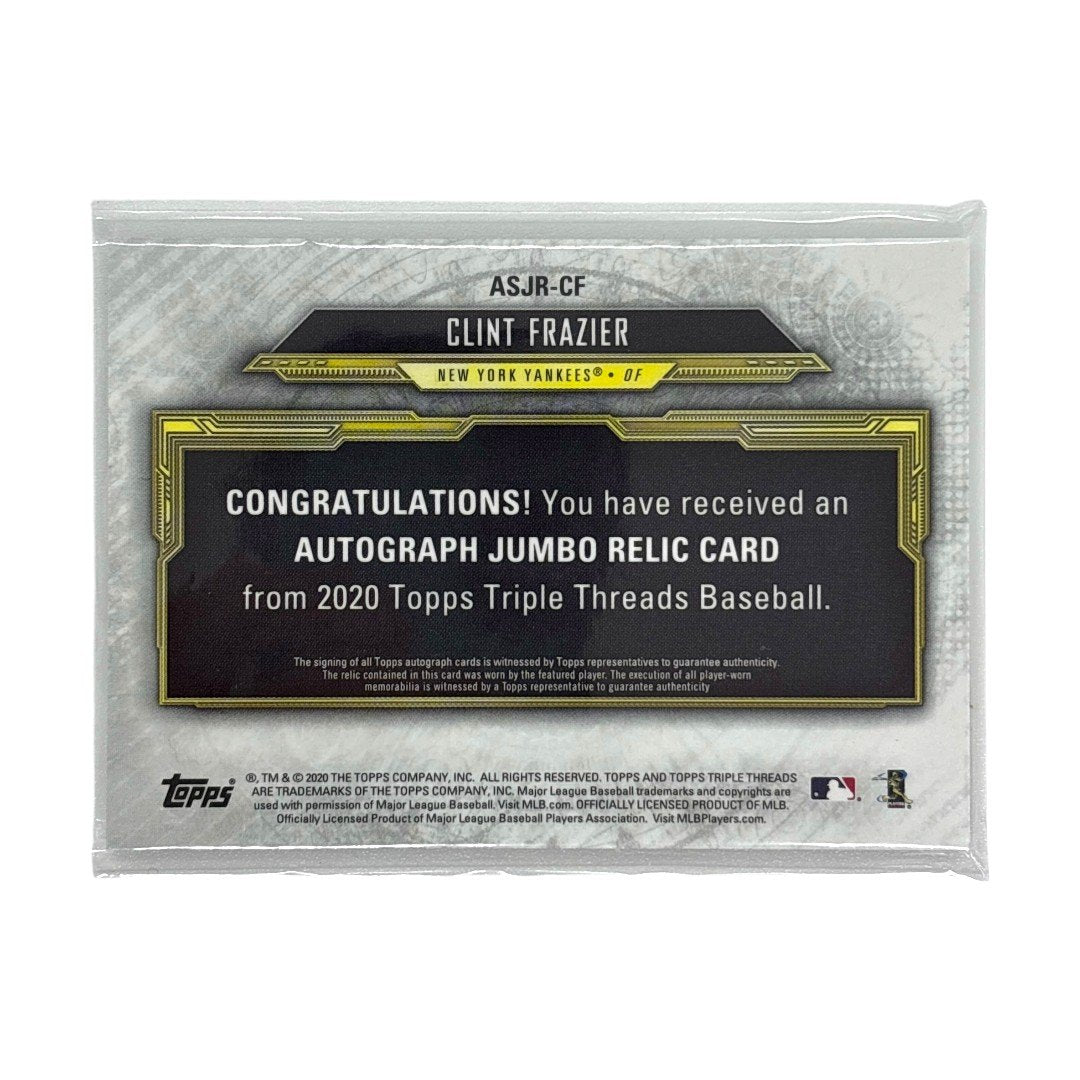 ASJR-CF
CLINT FRAZIER
NEW YORK YANKEES® • OF
CONGRATULATIONS! You have received an
AUTOGRAPH JUMBO RELIC CARD
from 2020 Topps Triple Threads Baseball.
The signing of all Topps autograph cards is witnessed by Topps representatives to guarantee authenticity.
The relic contained in this card was worn by the featured player. The execution of all player-worn
memorabilia is witnessed by a Topps representative to guarantee authenticity
topps®
®, TM & © 2020 THE TOPPS COMPANY, INC. ALL RIGHTS RESERVED. TOPPS AND TOPPS TRIPLE THREADS
ARE TRADEMARKS OF THE TOPPS COMPANY, INC. Major League Baseball trademarks and copyrights are
used with permission of Major League Baseball. Visit MLB.com. OFFICIALLY LICENSED PRODUCT OF MLB.
Officially Licensed Product of Major League Baseball Players Association. Visit MLBPlayers.com.